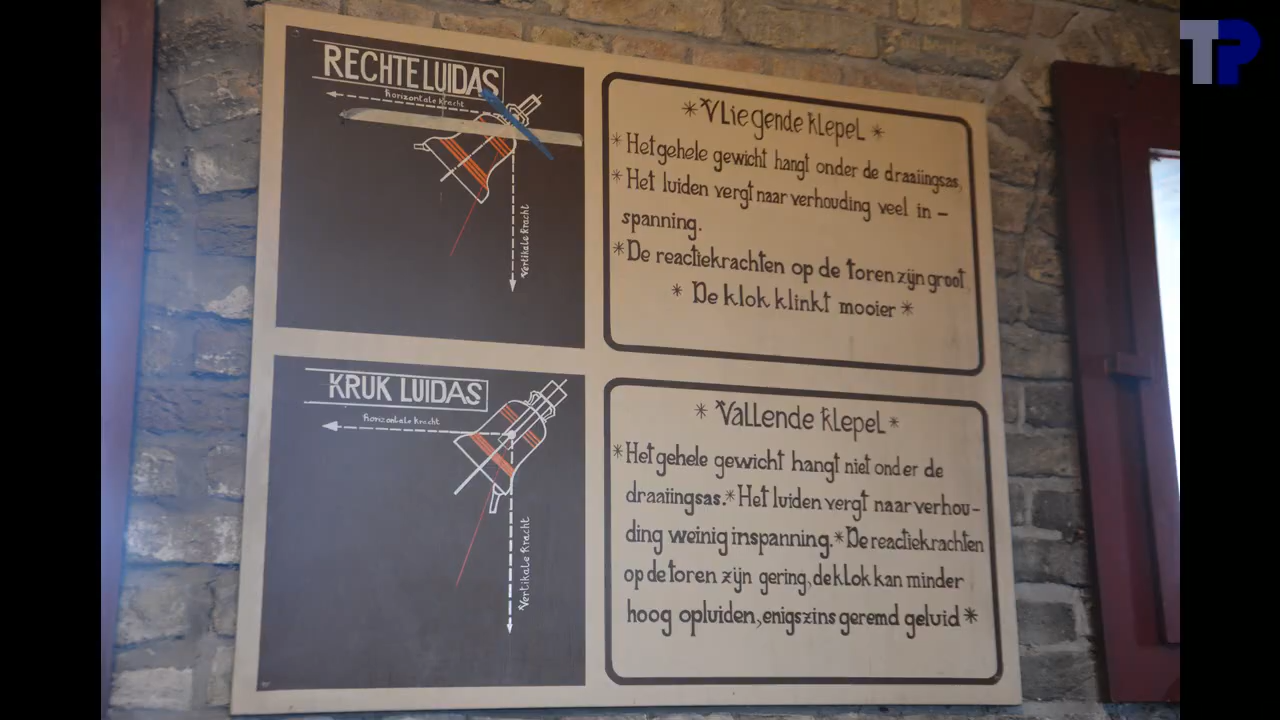 RECHTE LUIDAS
horizontale kracht
Vertikale kracht
* Vliegende klepel *
* Het gehele gewicht hangt onder de draaiingsas.
* Het luiden vergt naar verhouding veel in -
spanning.
* De reactiekrachten op de toren zijn groot
* De klok klinkt mooier *
KRUK LUIDAS
horizontale kracht
Vertikale kracht
* Vallende klepel *
* Het gehele gewicht hangt niet onder de
draaiingsas. * Het luiden vergt naar verhou-
ding weinig inspanning. * De reactiekrachten
op de toren zijn gering, de klok kan minder
hoog opluiden, enigszins geremd geluid *
TP